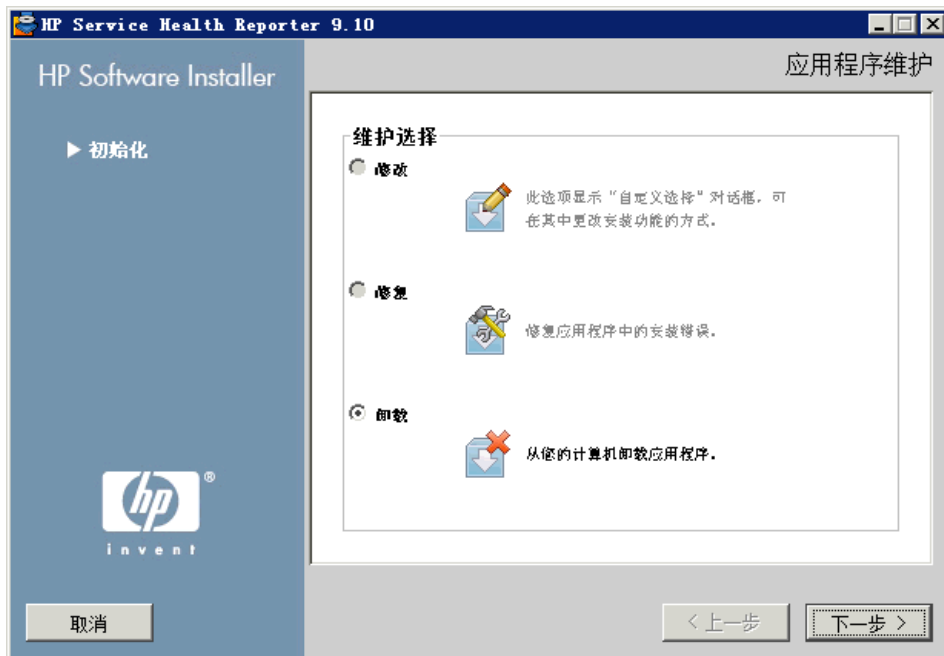 HP Service Health Reporter 9.10
HP Software Installer
应用程序维护
初始化
维护选择
修改
此选项显示“自定义选择”对话框，可
在其中更改安装功能的方式。
修复
修复应用程序中的安装错误。
卸载
从您的计算机卸载应用程序。
hp
®
invent
取消
< 上一步
下一步 >